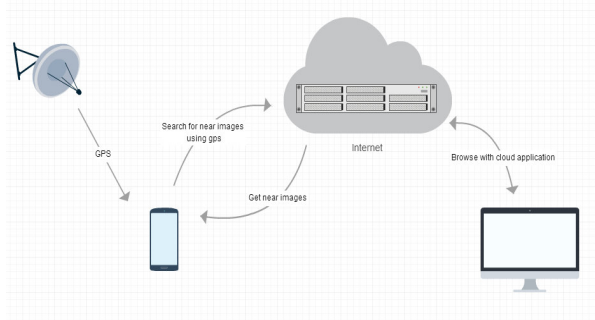 Search for near images
using gps
Internet
GPS
Browse with cloud application
Get near images